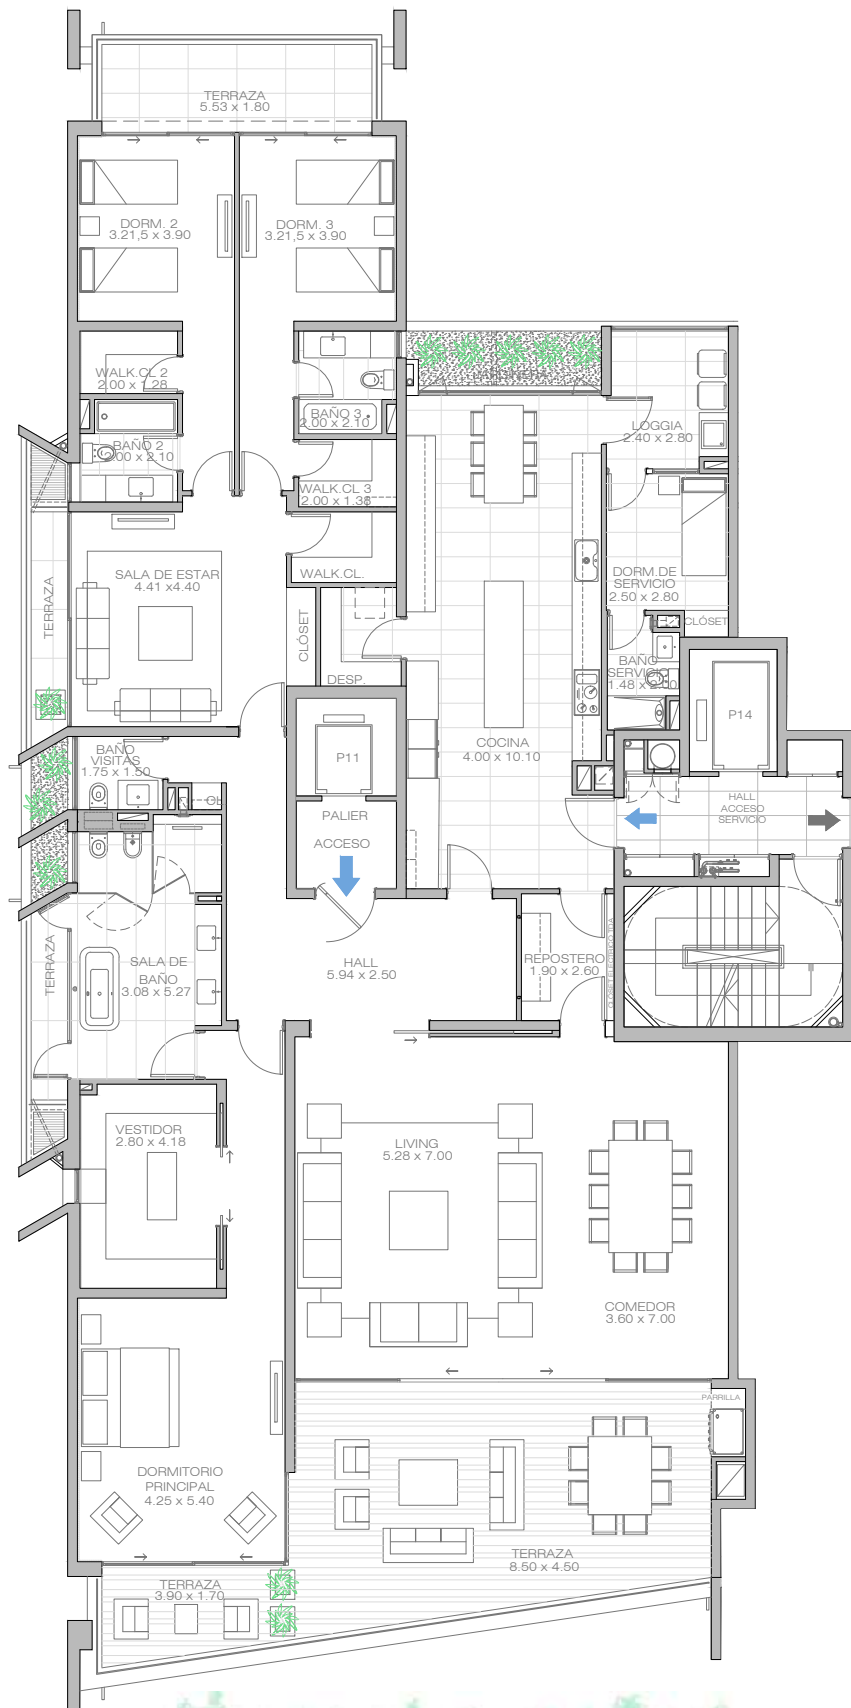 TERRAZA
5.53 x 1.80
DORM. 2
3.21,5 x 3.90
DORM. 3
3.21,5 x 3.90
WALK.CL 2
2.00 x 1.28
BAÑO 3
2.00 x 2.10
LOGGIA
2.40 x 2.80
BAÑO 2
2.00 x 2.10
WALK.CL 3
2.00 x 1.38
SALA DE ESTAR
4.41 x4.40
WALK.CL.
DORM.DE
SERVICIO
2.50 x 2.80
TERRAZA
CLÓSET
CLÓSET
DESP.
BAÑO
SERVICIO
1.48 x 2.00
P14
BAÑO
VISITAS
1.75 x 1.50
P11
COCINA
4.00 x 10.10
CL
PALIER
ACCESO
HALL
ACCESO
SERVICIO
TERRAZA
SALA DE
BAÑO
3.08 x 5.27
HALL
5.94 x 2.50
REPOSTERO
1.90 x 2.60
VESTIDOR
2.80 x 4.18
LIVING
5.28 x 7.00
COMEDOR
3.60 x 7.00
PARRILLA
DORMITORIO
PRINCIPAL
4.25 x 5.40
TERRAZA
8.50 x 4.50
TERRAZA
3.90 x 1.70